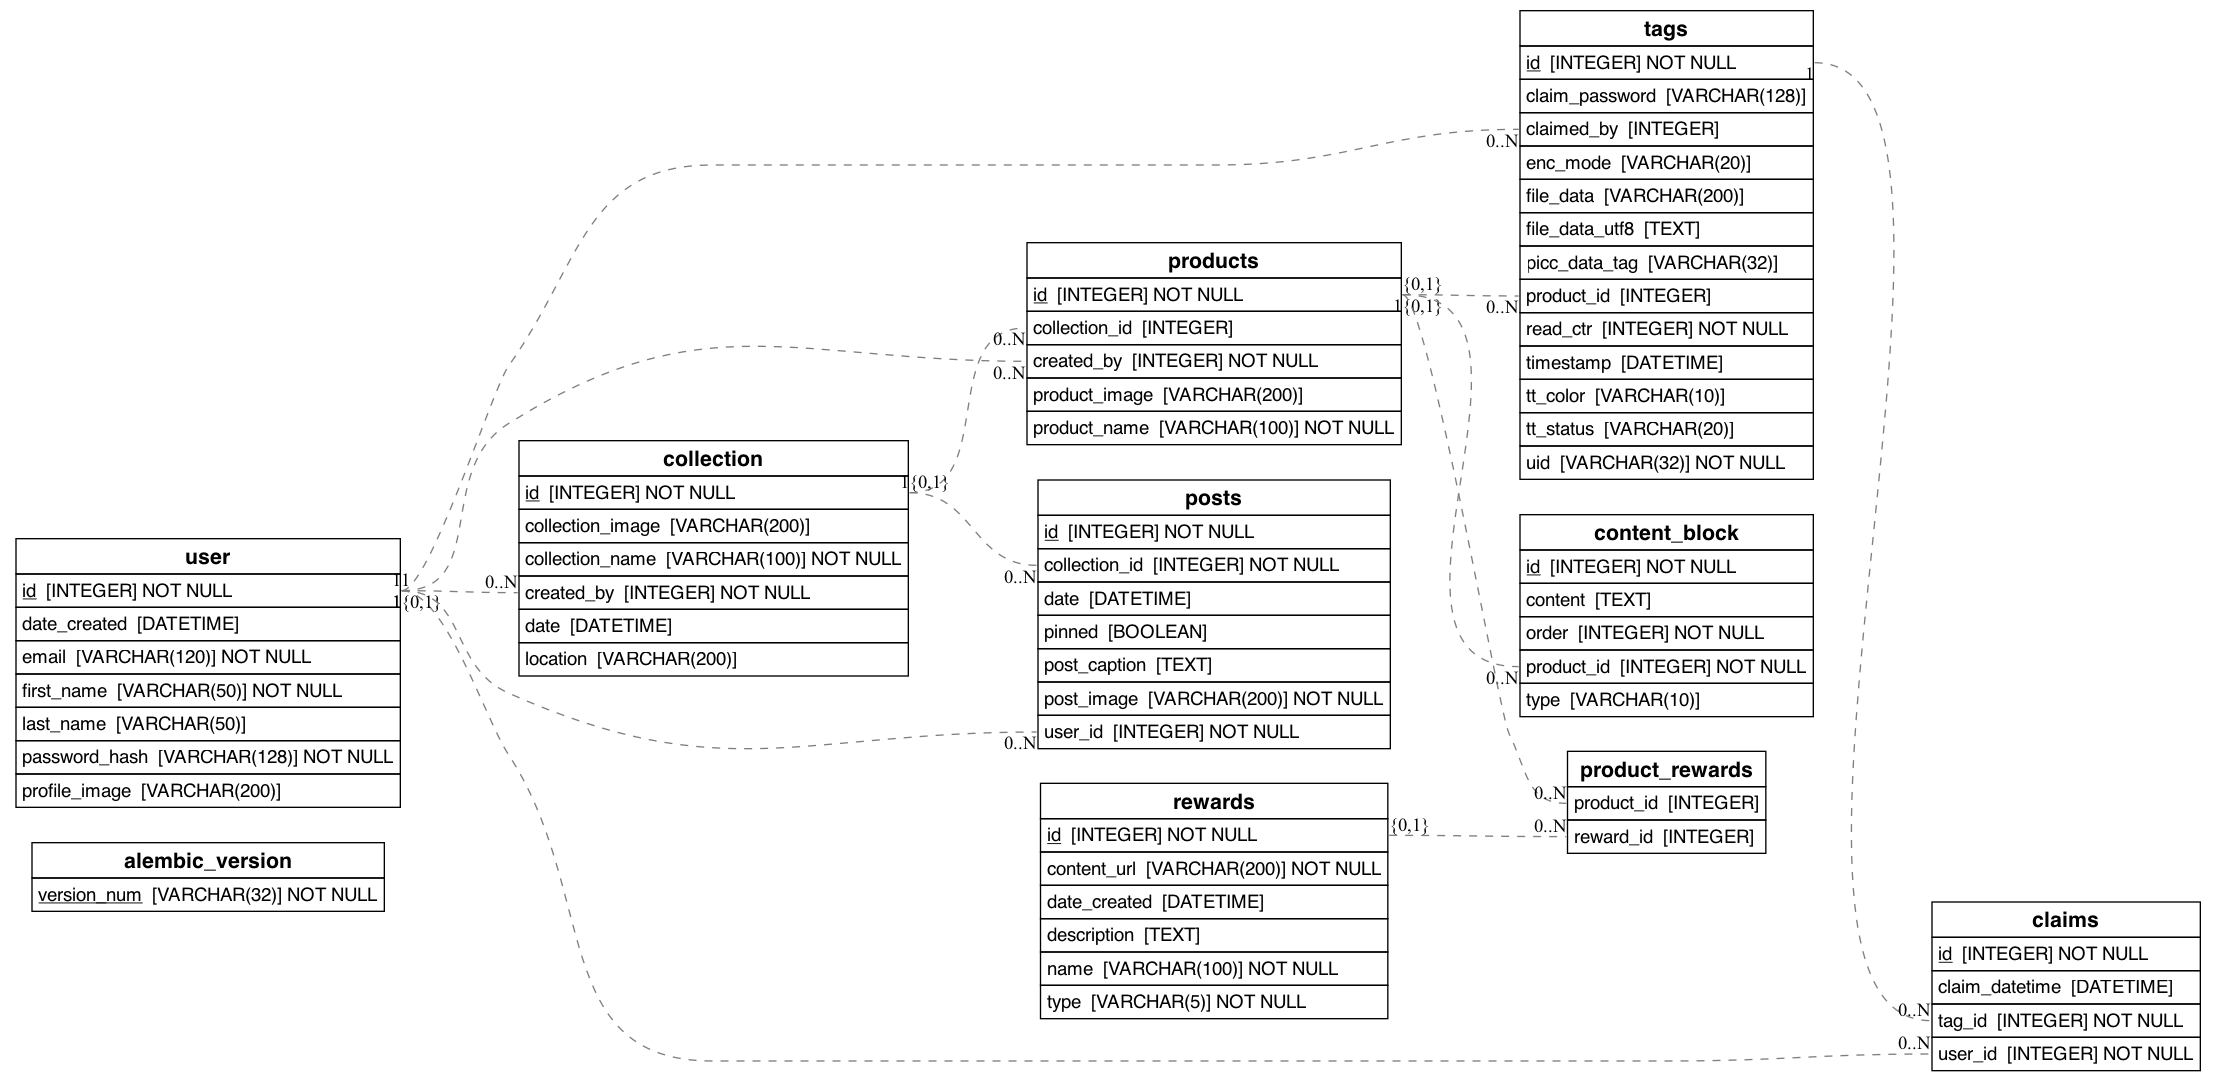 tags
id [INTEGER] NOT NULL
claim_password [VARCHAR(128)]
claimed_by [INTEGER]
enc_mode [VARCHAR(20)]
file_data [VARCHAR(200)]
file_data_utf8 [TEXT]
picc_data_tag [VARCHAR(32)]
product_id [INTEGER]
read_ctr [INTEGER] NOT NULL
timestamp [DATETIME]
tt_color [VARCHAR(10)]
tt_status [VARCHAR(20)]
uid [VARCHAR(32)] NOT NULL
1
0..N
0..N
products
id [INTEGER] NOT NULL
collection_id [INTEGER]
created_by [INTEGER] NOT NULL
product_image [VARCHAR(200)]
product_name [VARCHAR(100)] NOT NULL
{0,1}
1{0,1}
0..N
0..N
collection
id [INTEGER] NOT NULL
collection_image [VARCHAR(200)]
collection_name [VARCHAR(100)] NOT NULL
created_by [INTEGER] NOT NULL
date [DATETIME]
location [VARCHAR(200)]
1{0,1}
0..N
posts
id [INTEGER] NOT NULL
collection_id [INTEGER] NOT NULL
date [DATETIME]
pinned [BOOLEAN]
post_caption [TEXT]
post_image [VARCHAR(200)] NOT NULL
user_id [INTEGER] NOT NULL
0..N
0..N
content_block
id [INTEGER] NOT NULL
content [TEXT]
order [INTEGER] NOT NULL
product_id [INTEGER] NOT NULL
type [VARCHAR(10)]
0..N
user
id [INTEGER] NOT NULL
date_created [DATETIME]
email [VARCHAR(120)] NOT NULL
first_name [VARCHAR(50)] NOT NULL
last_name [VARCHAR(50)]
password_hash [VARCHAR(128)] NOT NULL
profile_image [VARCHAR(200)]
11
1{0,1}
product_rewards
product_id [INTEGER]
reward_id [INTEGER]
0..N
0..N
rewards
id [INTEGER] NOT NULL
content_url [VARCHAR(200)] NOT NULL
date_created [DATETIME]
description [TEXT]
name [VARCHAR(100)] NOT NULL
type [VARCHAR(5)] NOT NULL
{0,1}
alembic_version
version_num [VARCHAR(32)] NOT NULL
claims
id [INTEGER] NOT NULL
claim_datetime [DATETIME]
tag_id [INTEGER] NOT NULL
user_id [INTEGER] NOT NULL
0..N
0..N